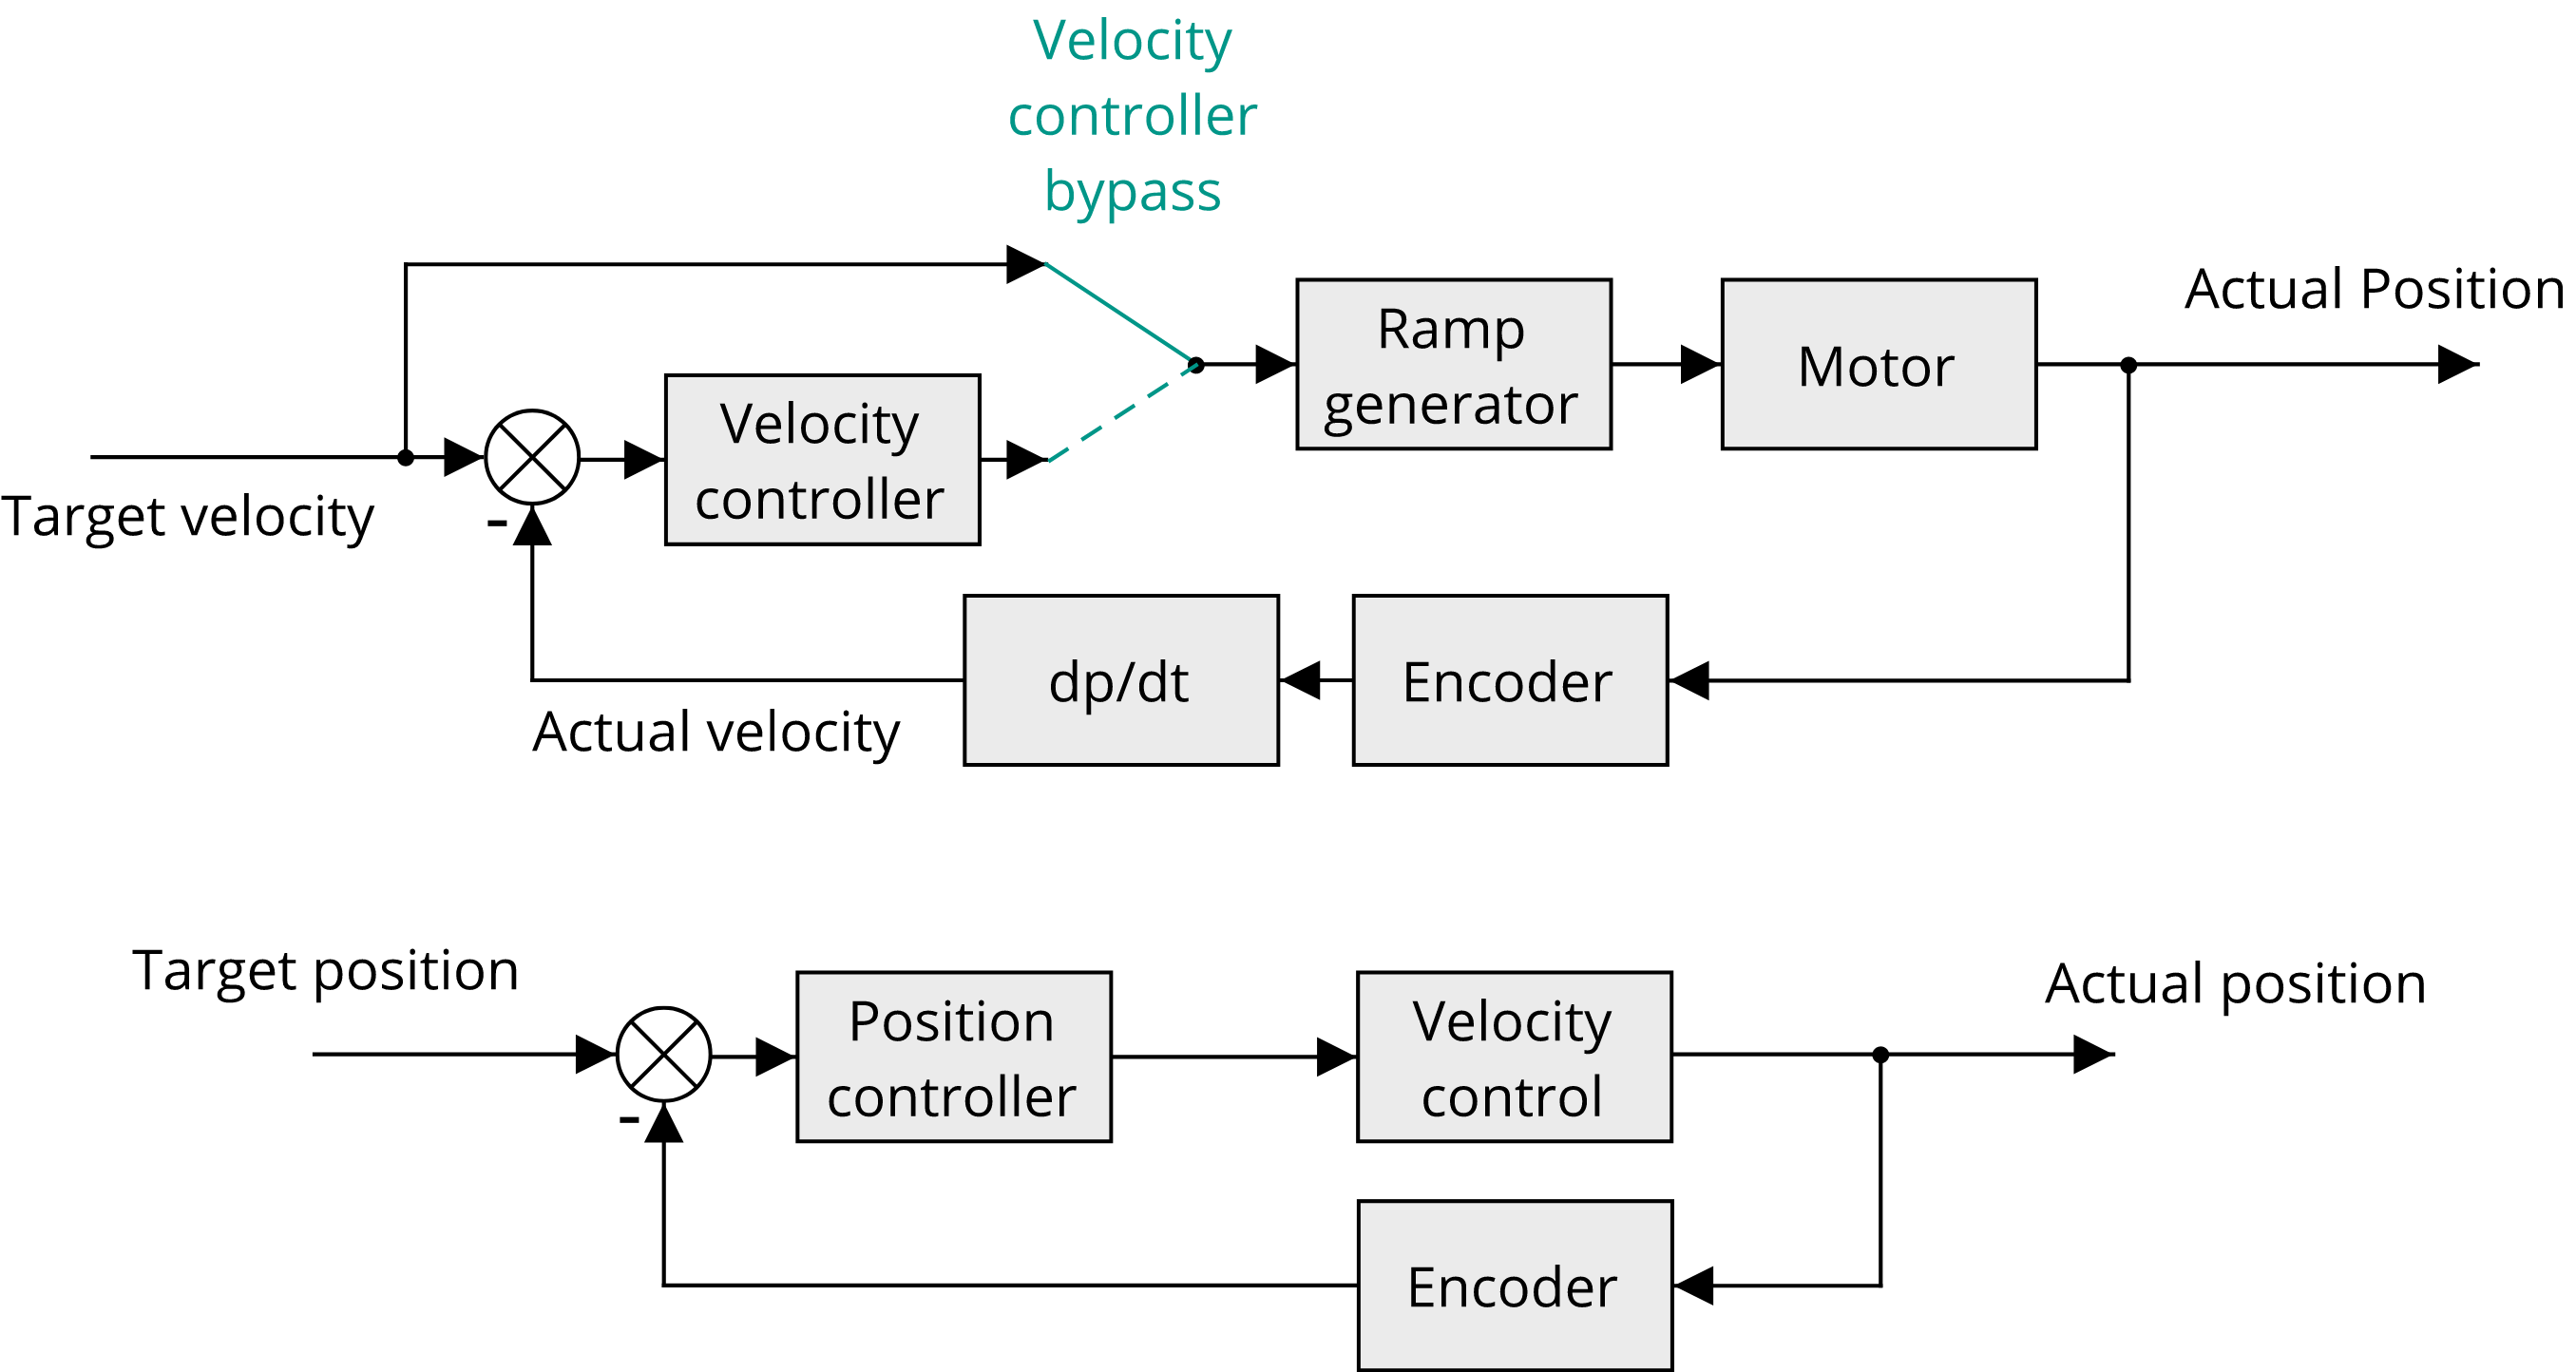 Velocity
controller
bypass
Actual Position
Ramp
generator
Motor
Velocity
controller
Target velocity
-
dp/dt
Encoder
Actual velocity
Target position
Position
controller
Velocity
control
Actual position
-
Encoder